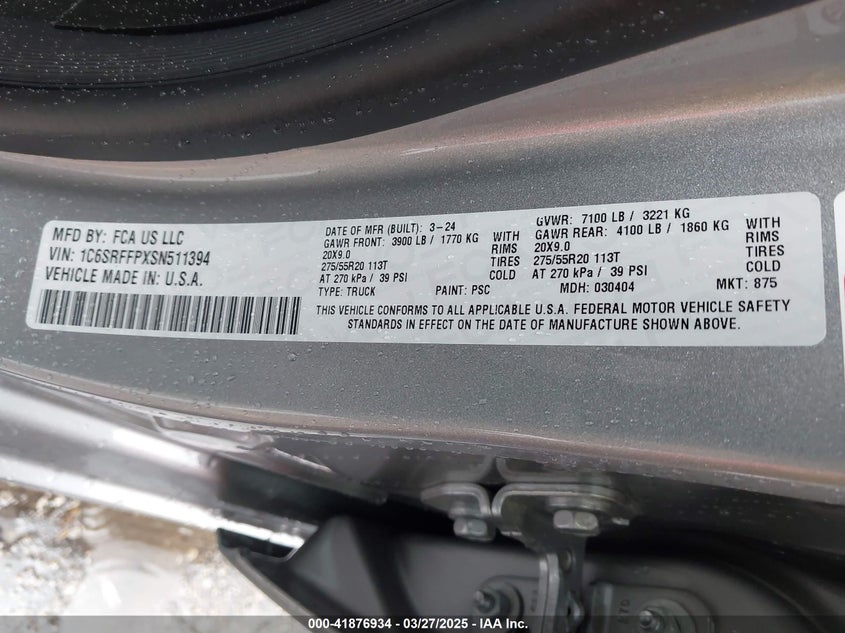 MFD BY: FCA US LLC
VIN: 1C6SRFFPXSN511394
VEHICLE MADE IN: U.S.A.
DATE OF MFR (BUILT): 3-24
GVWR: 7100 LB / 3221 KG
GAWR FRONT: 3900 LB / 1770 KG WITH
GAWR REAR: 4100 LB / 1860 KG WITH
20X9.0 RIMS 20X9.0 RIMS
275/55R20 113T TIRES 275/55R20 113T TIRES
AT 270 kPa / 39 PSI COLD AT 270 kPa / 39 PSI COLD
TYPE: TRUCK PAINT: PSC MDH: 030404 MKT: 875
THIS VEHICLE CONFORMS TO ALL APPLICABLE U.S.A. FEDERAL MOTOR VEHICLE SAFETY
STANDARDS IN EFFECT ON THE DATE OF MANUFACTURE SHOWN ABOVE.
000-41876934 - 03/27/2025 - IAAI - Copart Inc.